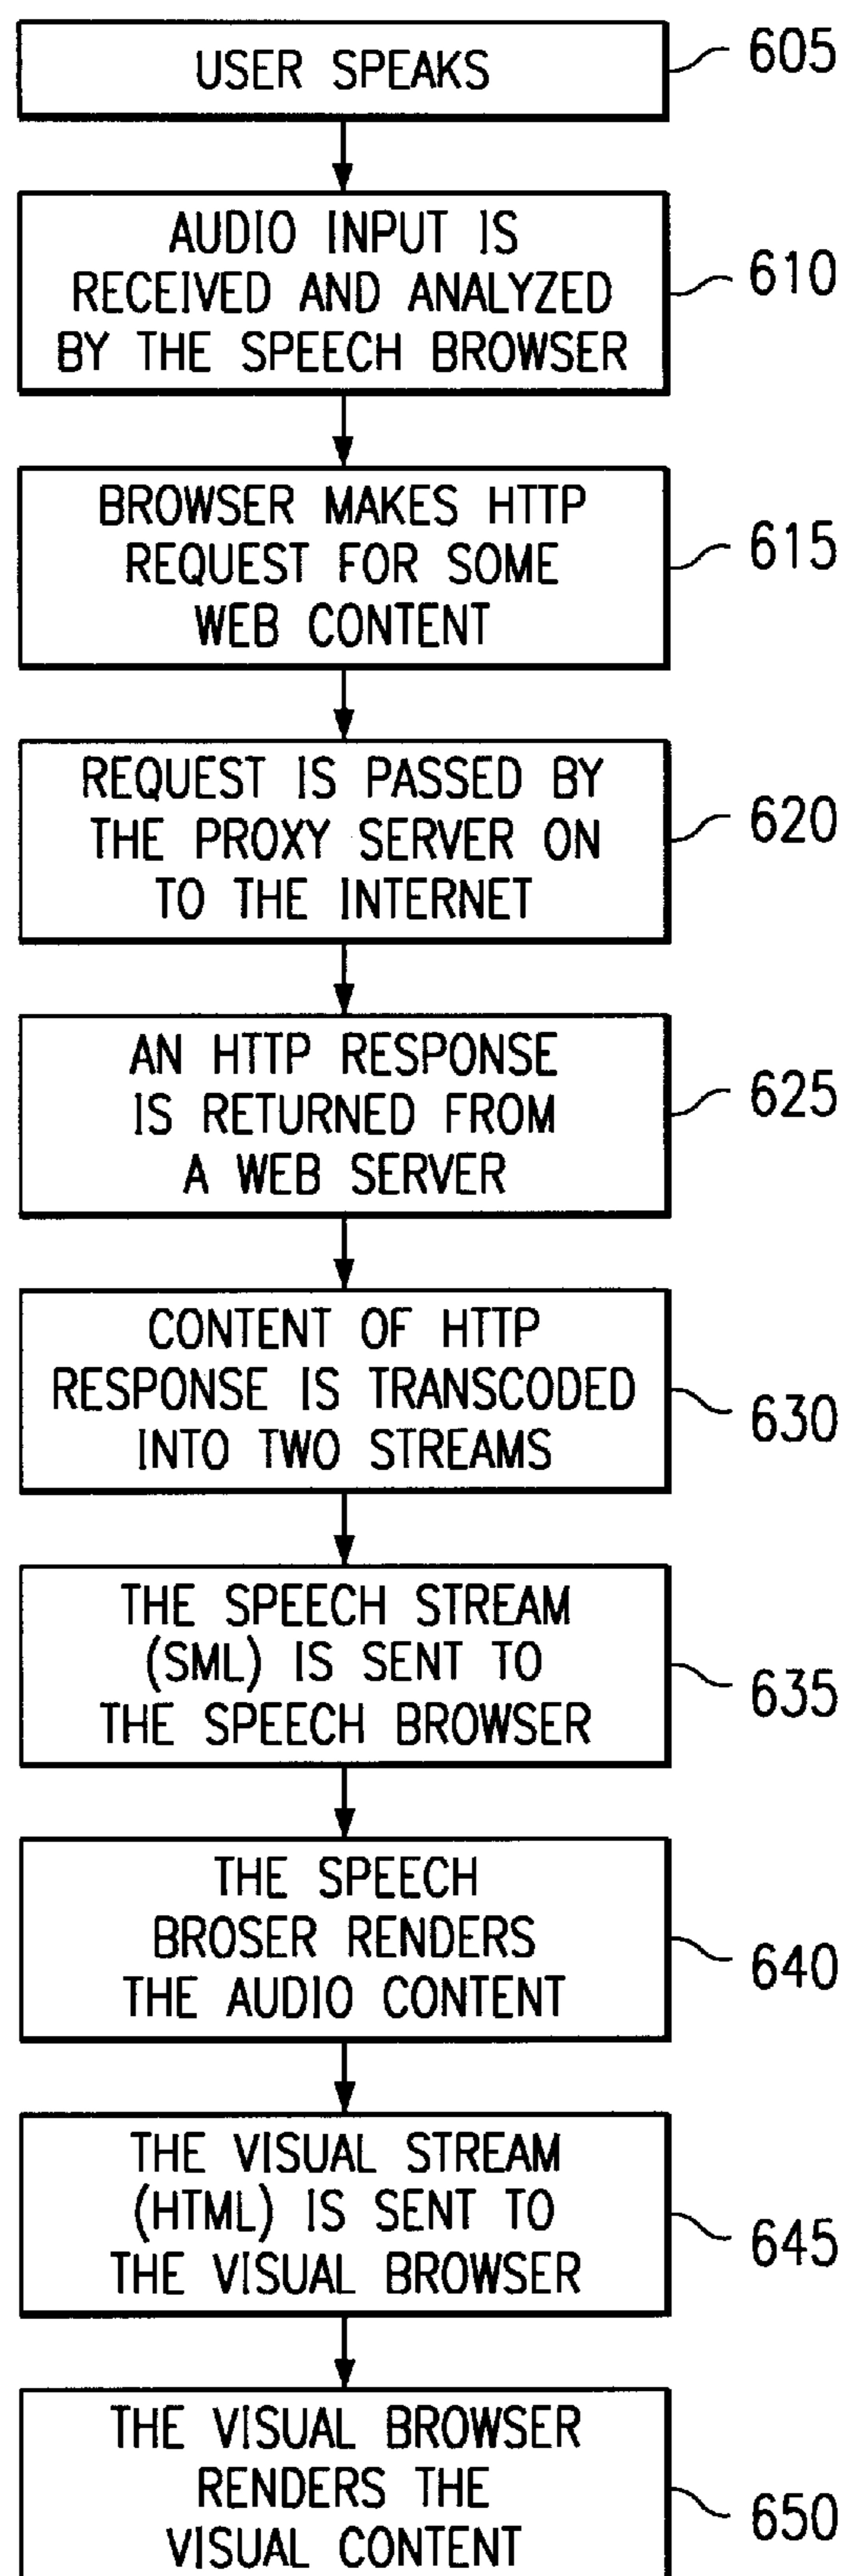 USER SPEAKS
605
AUDIO INPUT IS
RECEIVED AND ANALYZED
BY THE SPEECH BROWSER
610
BROWSER MAKES HTTP
REQUEST FOR SOME
WEB CONTENT
615
REQUEST IS PASSED BY
THE PROXY SERVER ON
TO THE INTERNET
620
AN HTTP RESPONSE
IS RETURNED FROM
A WEB SERVER
625
CONTENT OF HTTP
RESPONSE IS TRANSCODED
INTO TWO STREAMS
630
THE SPEECH STREAM
(SML) IS SENT TO
THE SPEECH BROWSER
635
THE SPEECH
BROSER RENDERS
THE AUDIO CONTENT
640
THE VISUAL STREAM
(HTML) IS SENT TO
THE VISUAL BROWSER
645
THE VISUAL BROWSER
RENDERS THE
VISUAL CONTENT
650